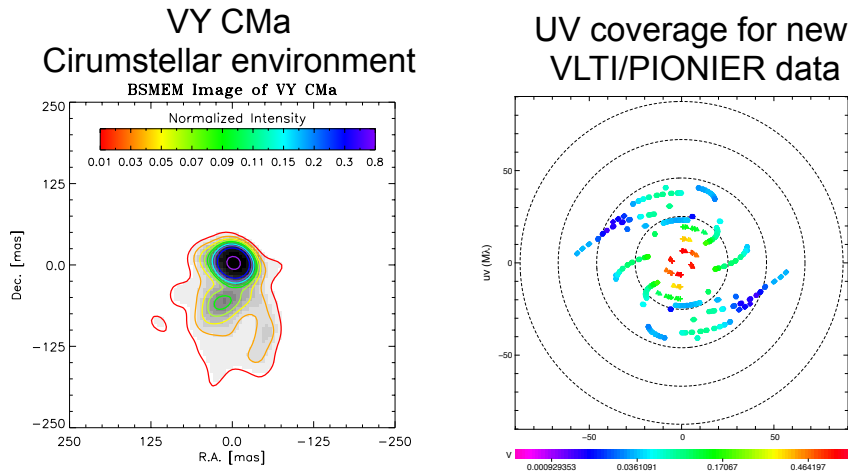 VY CMa
Cirumstellar environment
BSMEM Image of VY CMa
250
125
0.0
-125
-250
Dec. [mas]
Normalized Intensity
0.01 0.03 0.05 0.07 0.09 0.11 0.15 0.2 0.3 0.8
250 125 0.0 -125 -250
R.A. [mas]
UV coverage for new
VLTI/PIONIER data
50
0
-50
uv (Mλ)
-50 0 50
V
0.000929353 0.0361091 0.17067 0.464197